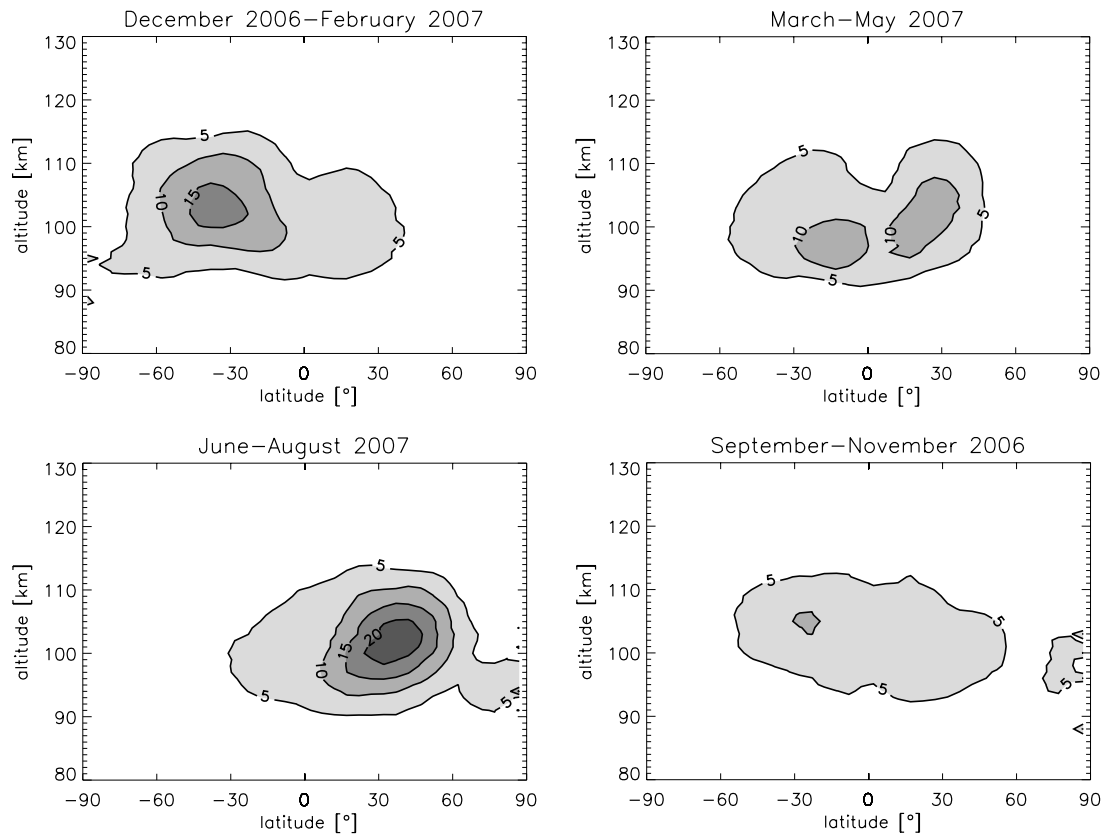 December 2006–February 2007
130
120
110
100
90
80
altitude [km]
5
10
15
5
5
−90 −60 −30 0 30 60 90
latitude [°]
March–May 2007
130
120
110
100
90
80
altitude [km]
5
10
10
5
5
−90 −60 −30 0 30 60 90
latitude [°]
June–August 2007
130
120
110
100
90
80
altitude [km]
5
20
15
10
5
5
−90 −60 −30 0 30 60 90
latitude [°]
September–November 2006
130
120
110
100
90
80
altitude [km]
5
5
5
5
−90 −60 −30 0 30 60 90
latitude [°]